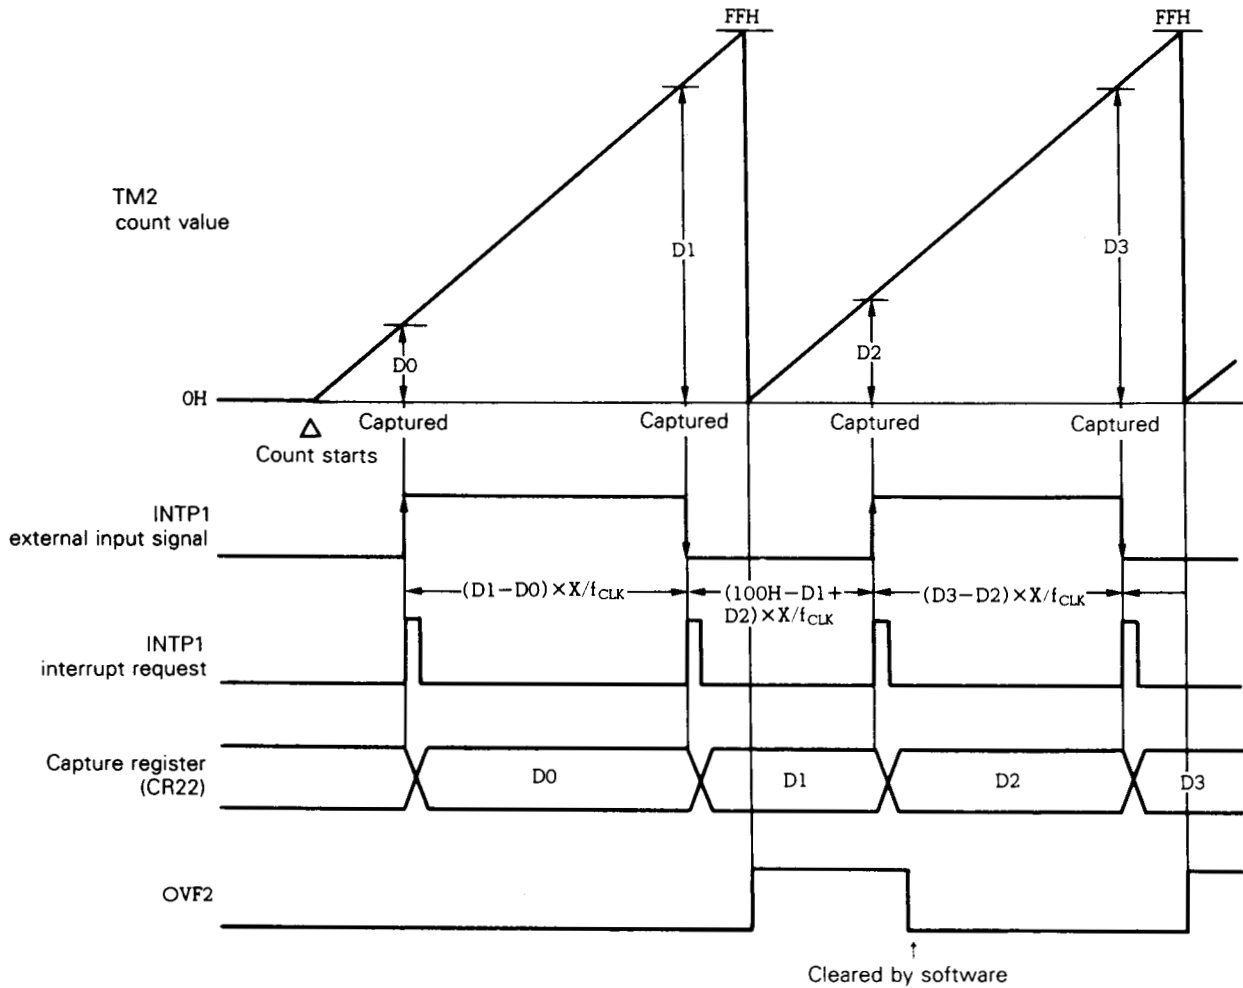 FFH
FFH
TM2
count value
D1
D3
D0
D2
0H
Captured
Captured
Captured
Captured
Count starts
INTP1
external input signal
(D1−D0)×X/fCLK
(100H−D1+
D2)×X/fCLK
(D3−D2)×X/fCLK
INTP1
interrupt request
Capture register
(CR22)
D0
D1
D2
D3
OVF2
Cleared by software